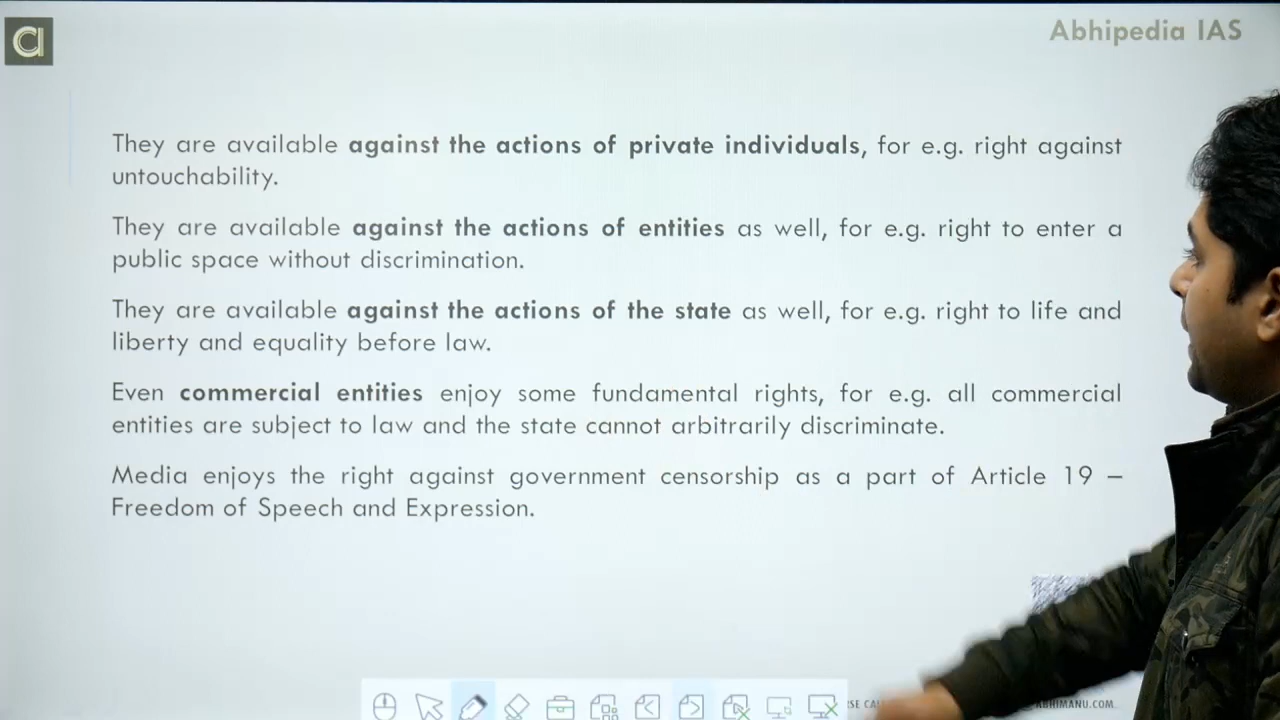 Abhipedia IAS
They are available against the actions of private individuals, for e.g. right against
untouchability.
They are available against the actions of entities as well, for e.g. right to enter a
public space without discrimination.
They are available against the actions of the state as well, for e.g. right to life and
liberty and equality before law.
Even commercial entities enjoy some fundamental rights, for e.g. all commercial
entities are subject to law and the state cannot arbitrarily discriminate.
Media enjoys the right against government censorship as a part of Article 19 –
Freedom of Speech and Expression.